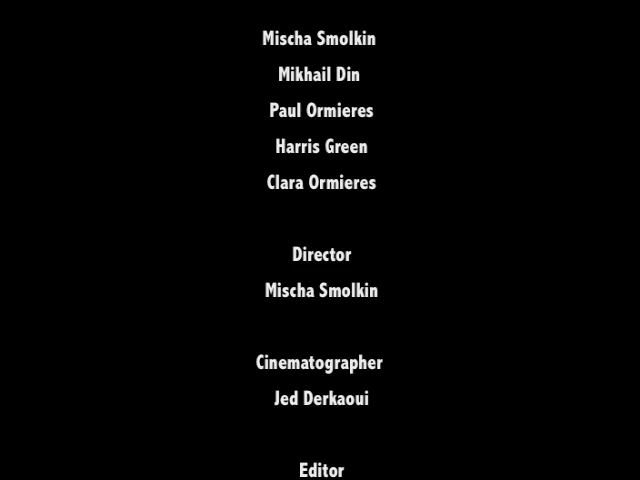 Mischa Smolkin
Mikhail Din
Paul Ormieres
Harris Green
Clara Ormieres
Director
Mischa Smolkin
Cinematographer
Jed Derkaoui
Editor